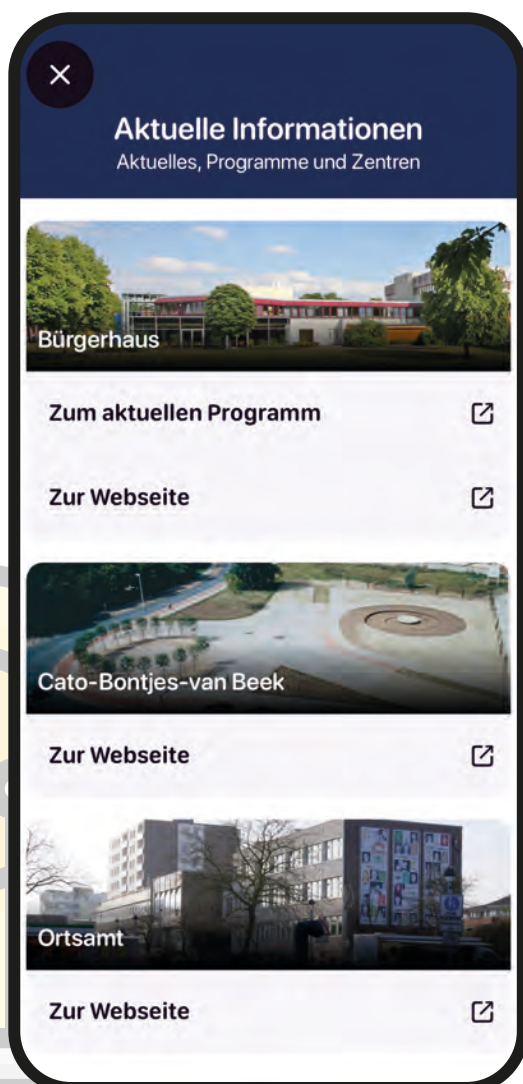 Aktuelle Informationen
Aktuelles, Programme und Zentren
Bürgerhaus
Zum aktuellen Programm
Zur Webseite
Cato-Bontjes-van Beek
Zur Webseite
Ortsamt
Zur Webseite